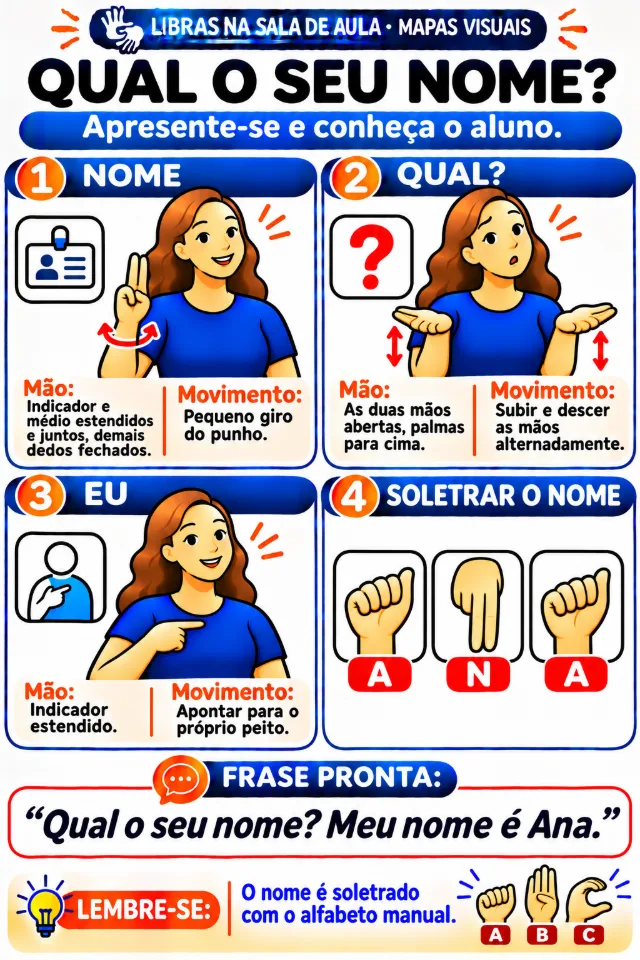 LIBRAS NA SALA DE AULA • MAPAS VISUAIS
QUAL O SEU NOME?
Apresente-se e conheça o aluno.
1 NOME
Mão:
Indicador e
médio estendidos
e juntos, demais
dedos fechados.
Movimento:
Pequeno giro
do punho.
2 QUAL?
?
Mão:
As duas mãos
abertas, palmas
para cima.
Movimento:
Subir e descer
as mãos
alternadamente.
3 EU
Mão:
Indicador
estendido.
Movimento:
Apontar para o
próprio peito.
4 SOLETRAR O NOME
A N A
FRASE PRONTA:
“Qual o seu nome? Meu nome é Ana.”
LEMBRE-SE:
O nome é soletrado
com o alfabeto manual.
A B C